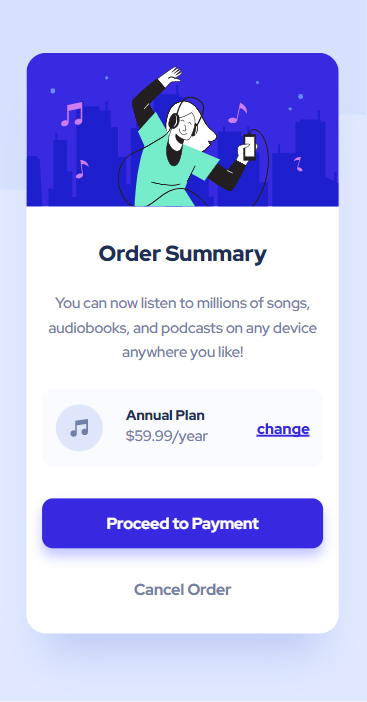 Order Summary
You can now listen to millions of songs,
audiobooks, and podcasts on any device
anywhere you like!
Annual Plan
$59.99/year
change
Proceed to Payment
Cancel Order